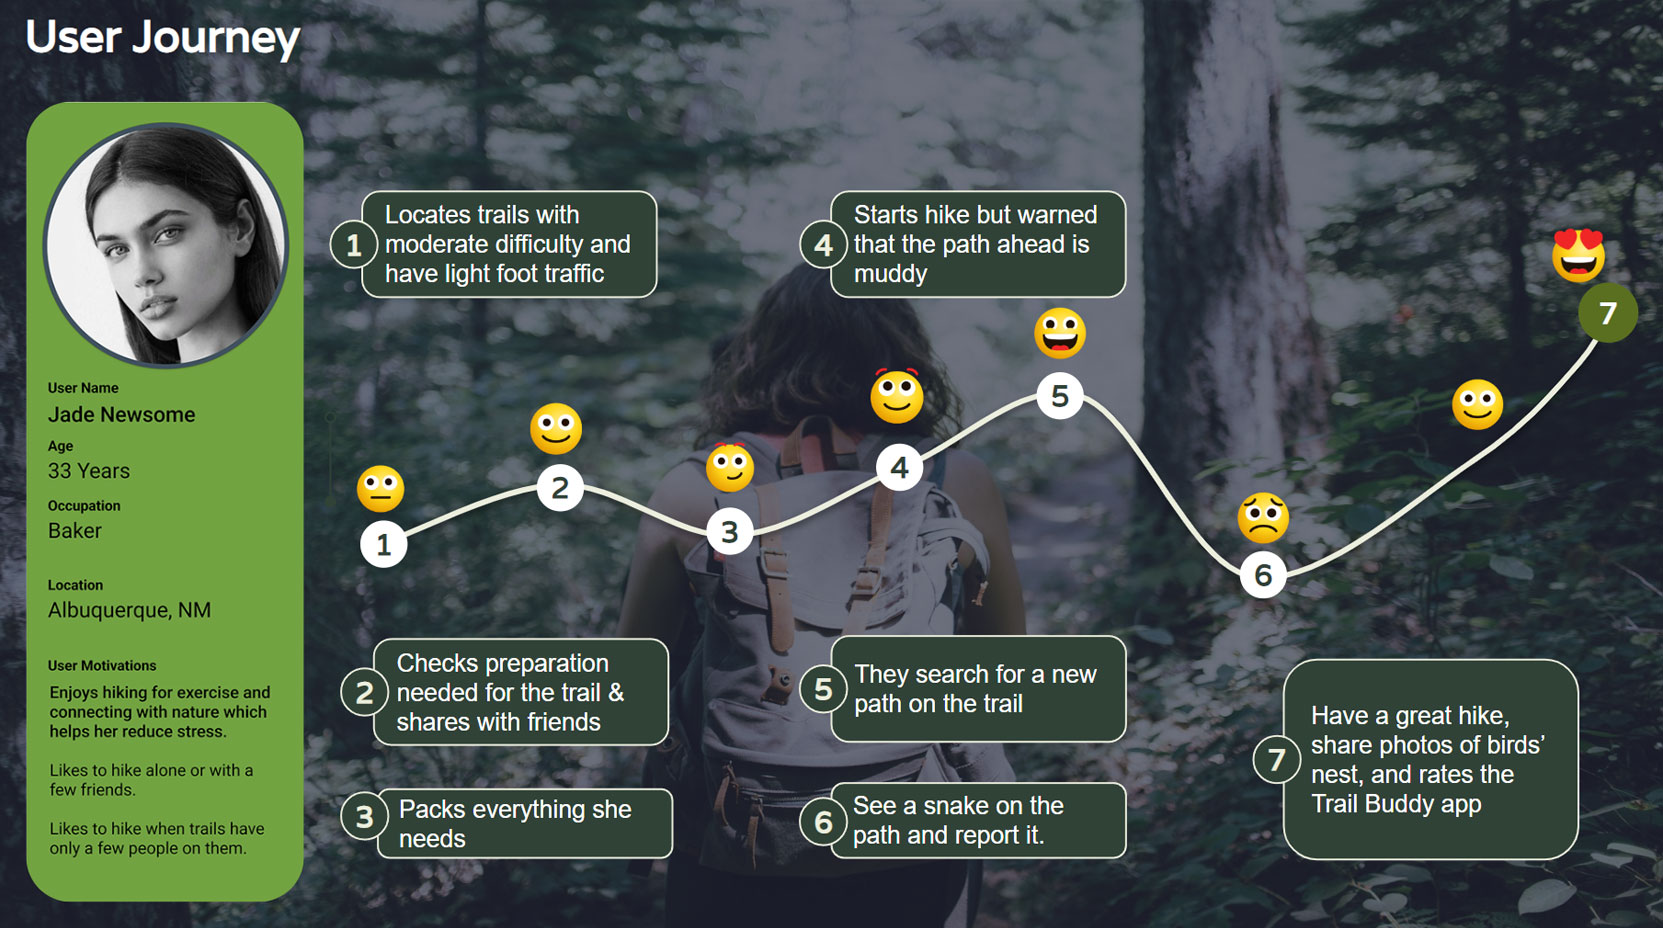 User Journey
User Name
Jade Newsome
Age
33 Years
Occupation
Baker
Location
Albuquerque, NM
User Motivations
Enjoys hiking for exercise and
connecting with nature which
helps her reduce stress.
Likes to hike alone or with a
few friends.
Likes to hike when trails have
only a few people on them.
1
Locates trails with
moderate difficulty and
have light foot traffic
4
Starts hike but warned
that the path ahead is
muddy
1
2
3
4
5
6
7
2
Checks preparation
needed for the trail &
shares with friends
3
Packs everything she
needs
5
They search for a new
path on the trail
6
See a snake on the
path and report it.
7
Have a great hike,
share photos of birds’
nest, and rates the
Trail Buddy app